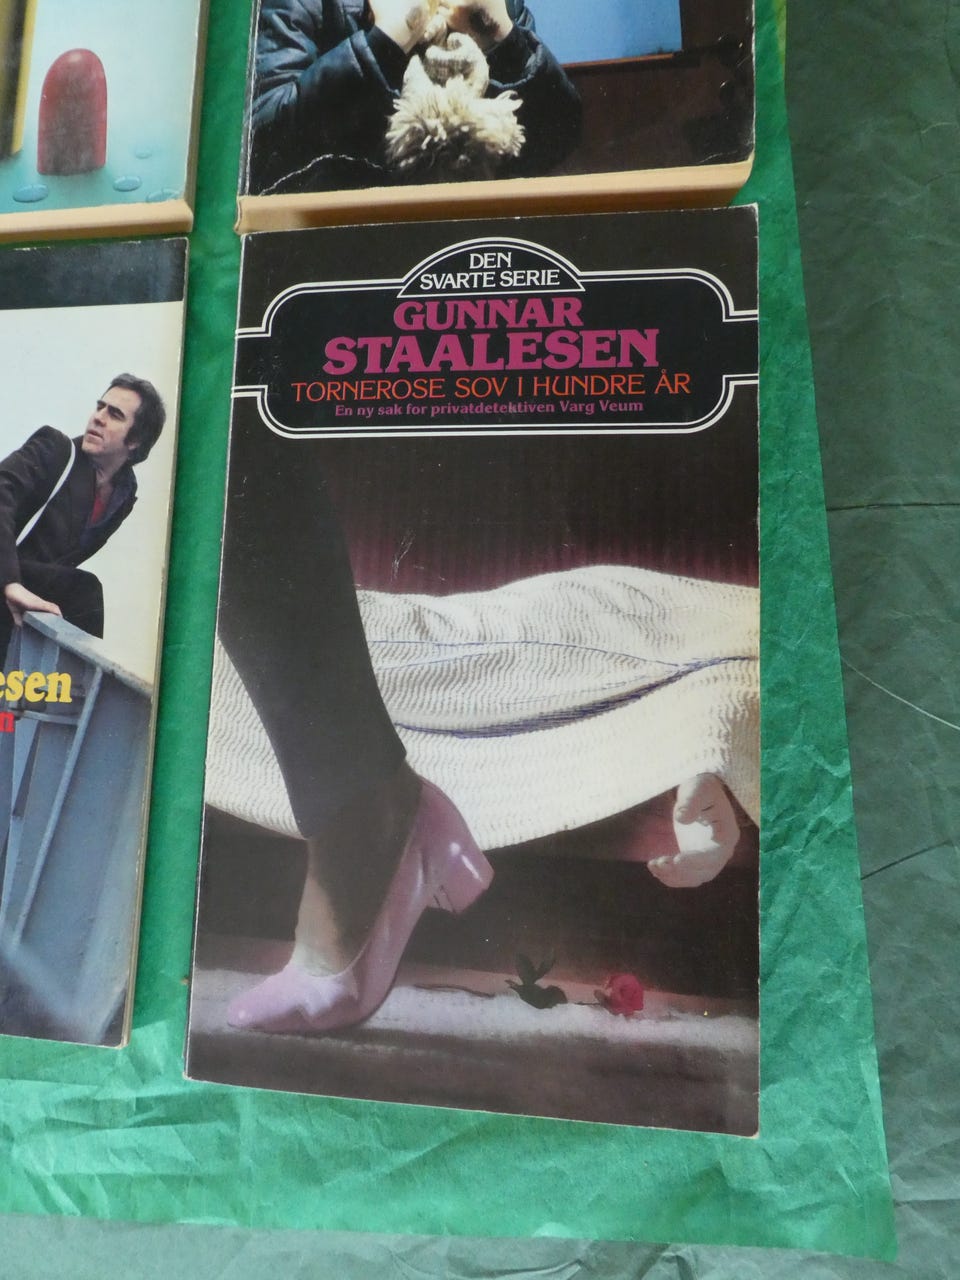 DEN
SVARTE SERIE
GUNNAR
STAALESEN
TORNEROSE SOV I HUNDRE ÅR
En ny sak for privatdetektiven Varg Veum
esen
n